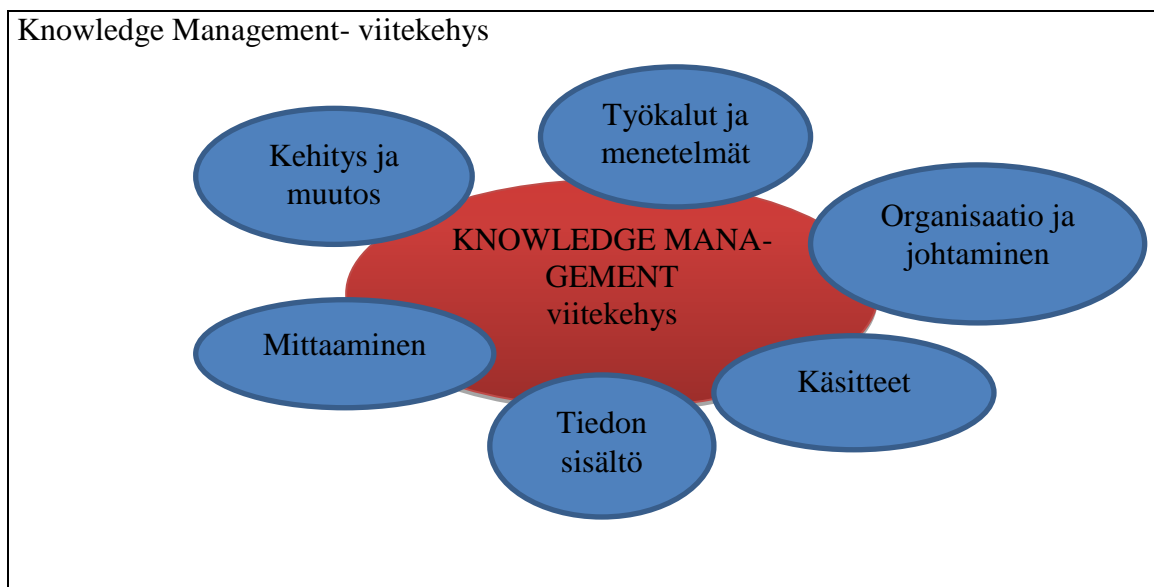 Knowledge Management- viitekehys
Työkalut ja
menetelmät
Kehitys ja
muutos
Organisaatio ja
johtaminen
KNOWLEDGE MANA-
GEMENT
viitekehys
Mittaaminen
Käsitteet
Tiedon
sisältö